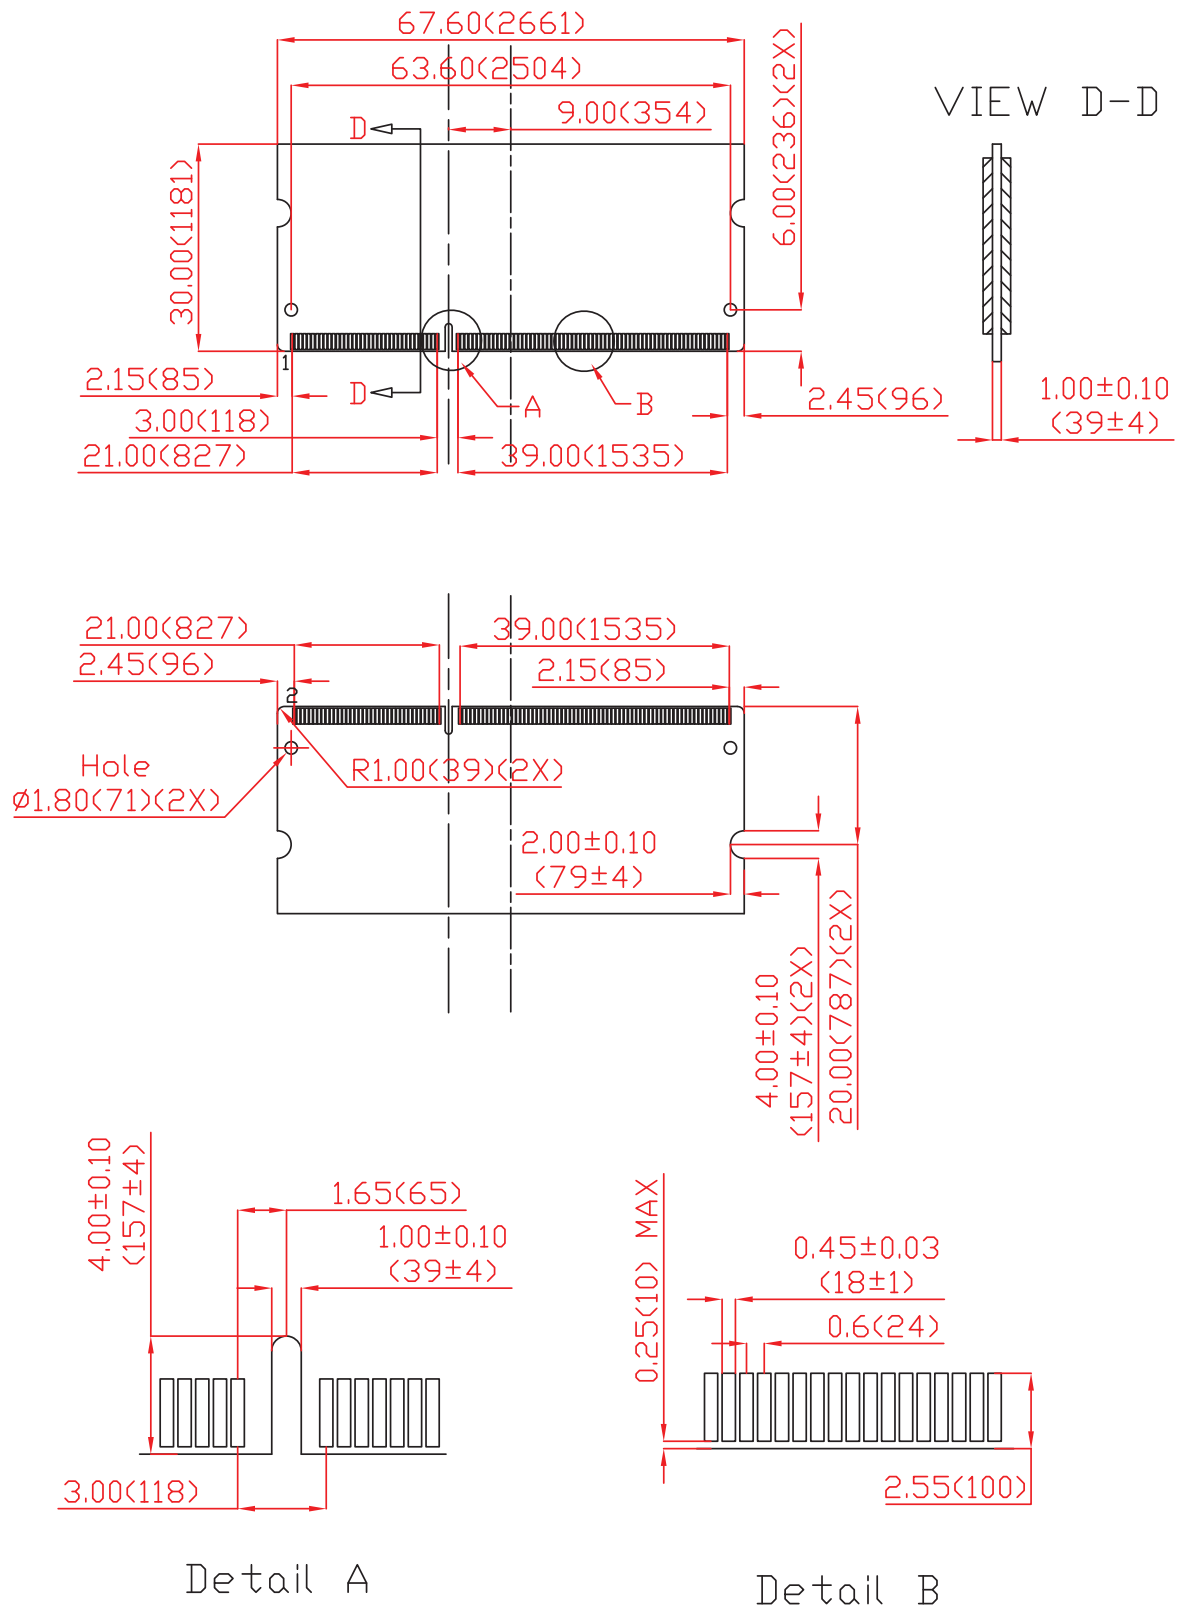 67.60(2661)
63.60(2504)
9.00(354)
6.00(236)(2X)
VIEW D-D
D
30.00(1181)
1
2.15(85)
D
A
B
2.45(96)
1.00±0.10
(39±4)
3.00(118)
21.00(827)
39.00(1535)
21.00(827)
39.00(1535)
2.45(96)
2.15(85)
2
Hole
ø1.80(71)(2X)
R1.00(39)(2X)
2.00±0.10
(79±4)
4.00±0.10
(157±4)(2X)
20.00(787)(2X)
4.00±0.10
(157±4)
1.65(65)
1.00±0.10
(39±4)
3.00(118)
Detail A
0.25(10) MAX
0.45±0.03
(18±1)
0.6(24)
2.55(100)
Detail B